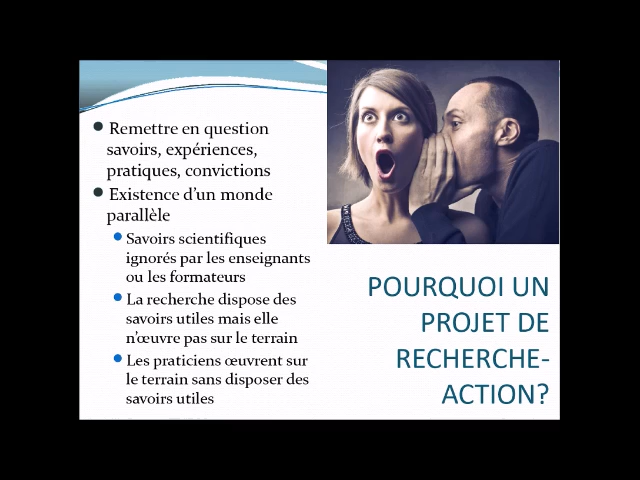 Remettre en question
savoirs, expériences,
pratiques, convictions
Existence d'un monde
parallèle
Savoirs scientifiques
ignorés par les enseignants
ou les formateurs
La recherche dispose des
savoirs utiles mais elle
n'œuvre pas sur le terrain
Les praticiens œuvrent sur
le terrain sans disposer des
savoirs utiles
POURQUOI UN
PROJET DE
RECHERCHE-
ACTION?